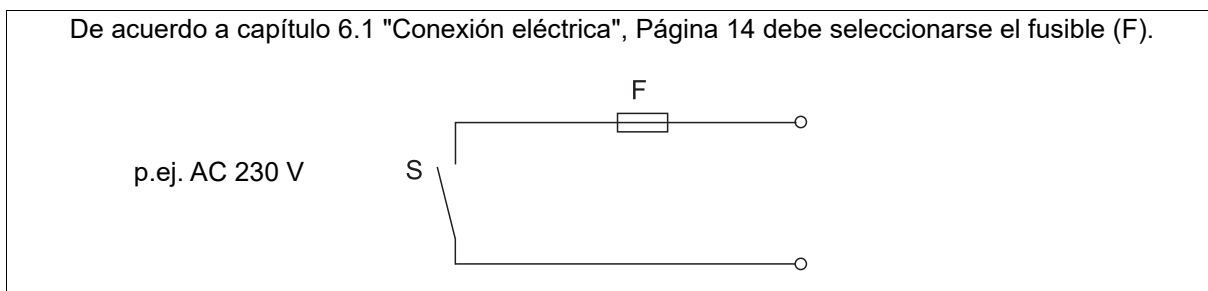 De acuerdo a capítulo 6.1 "Conexión eléctrica", Página 14 debe seleccionarse el fusible (F).
F
p.ej. AC 230 V
S